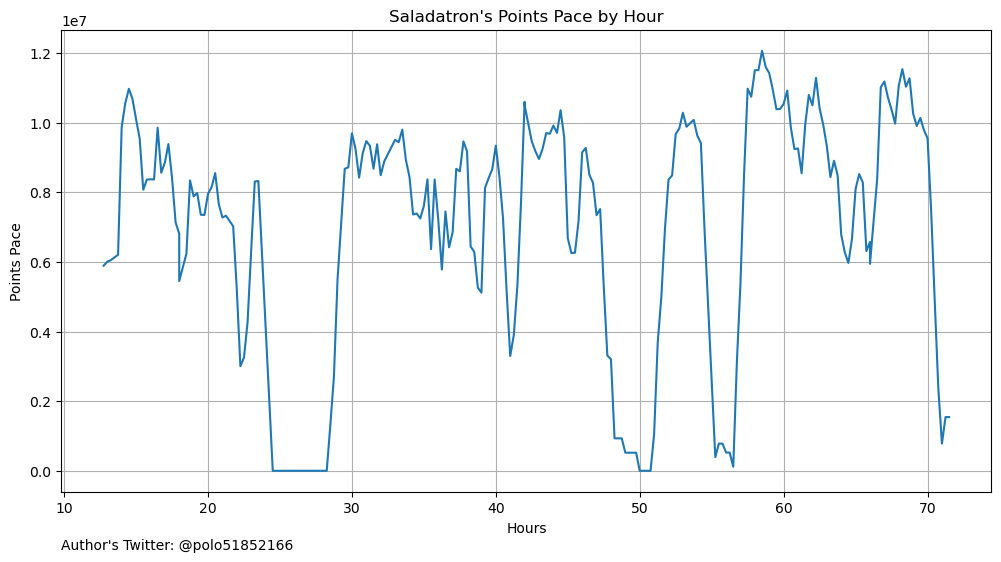 Saladatron's Points Pace by Hour
1e7
1.2
1.0
0.8
0.6
0.4
0.2
0.0
Points Pace
10 20 30 40 50 60 70
Hours
Author's Twitter: @polo51852166